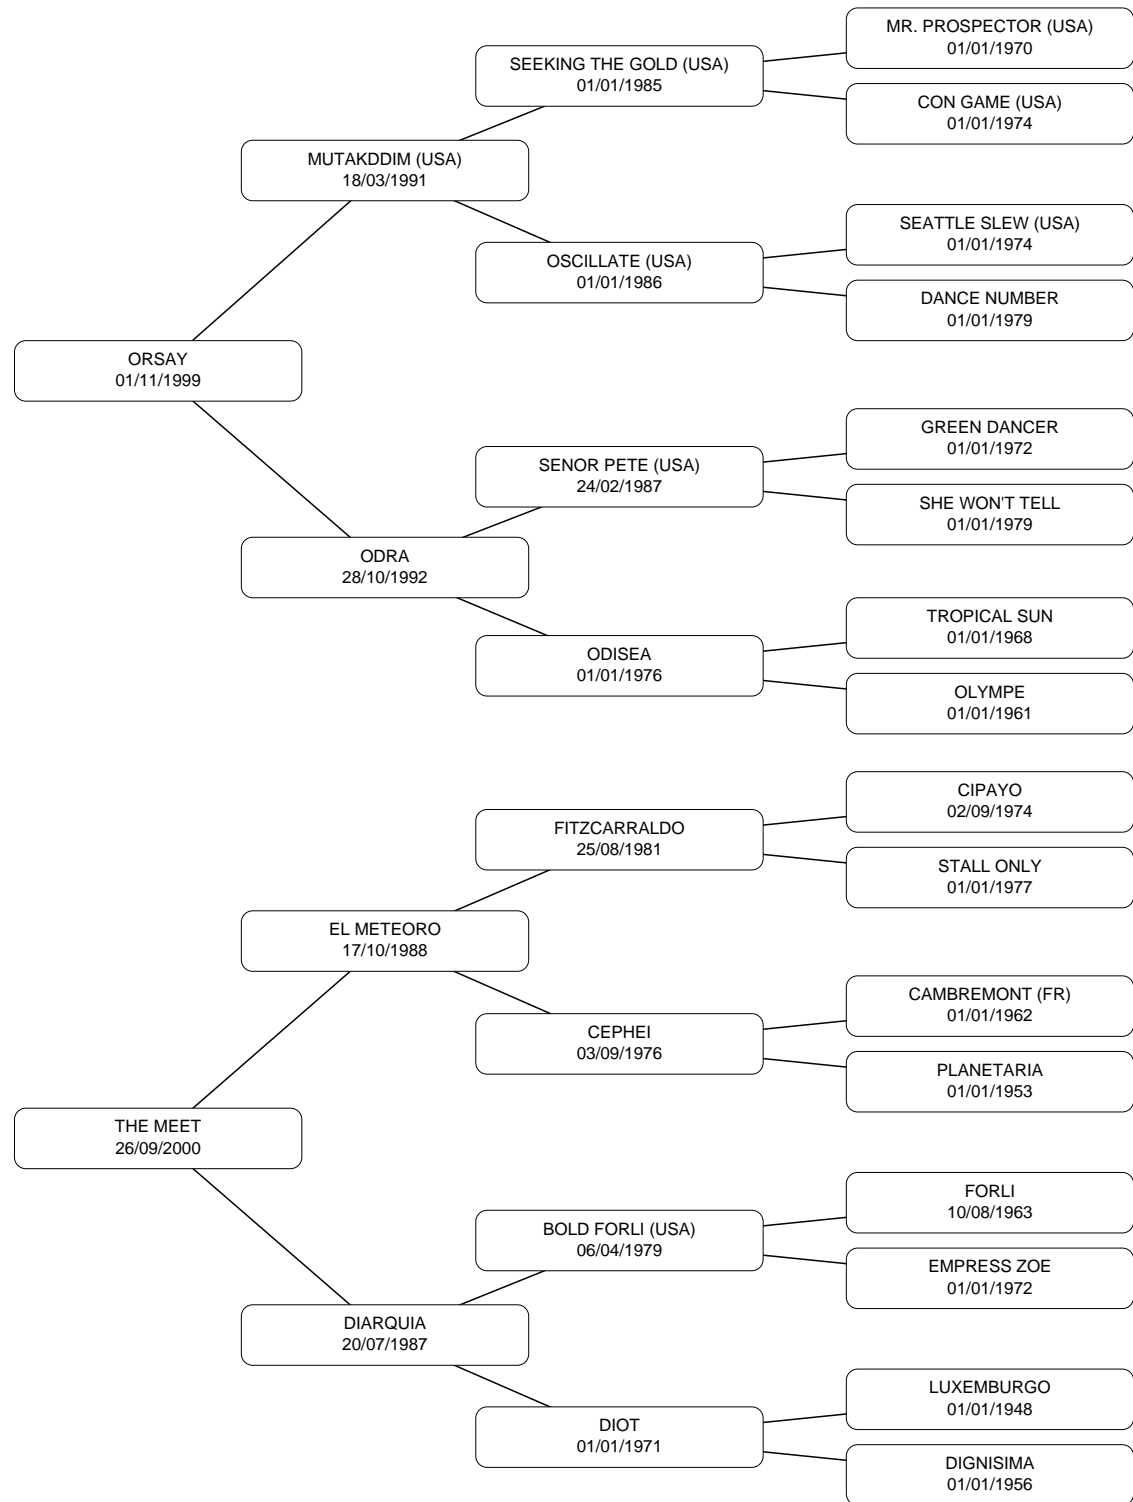 MR. PROSPECTOR (USA)
01/01/1970
SEEKING THE GOLD (USA)
01/01/1985
CON GAME (USA)
01/01/1974
MUTAKDDIM (USA)
18/03/1991
SEATTLE SLEW (USA)
01/01/1974
OSCILLATE (USA)
01/01/1986
DANCE NUMBER
01/01/1979
ORSAY
01/11/1999
GREEN DANCER
01/01/1972
SENOR PETE (USA)
24/02/1987
SHE WON'T TELL
01/01/1979
ODRA
28/10/1992
TROPICAL SUN
01/01/1968
ODISEA
01/01/1976
OLYMPE
01/01/1961
CIPAYO
02/09/1974
FITZCARRALDO
25/08/1981
STALL ONLY
01/01/1977
EL METEORO
17/10/1988
CAMBREMONT (FR)
01/01/1962
CEPHEI
03/09/1976
PLANETARIA
01/01/1953
THE MEET
26/09/2000
FORLI
10/08/1963
BOLD FORLI (USA)
06/04/1979
EMPRESS ZOE
01/01/1972
DIARQUIA
20/07/1987
LUXEMBURGO
01/01/1948
DIOT
01/01/1971
DIGNISIMA
01/01/1956